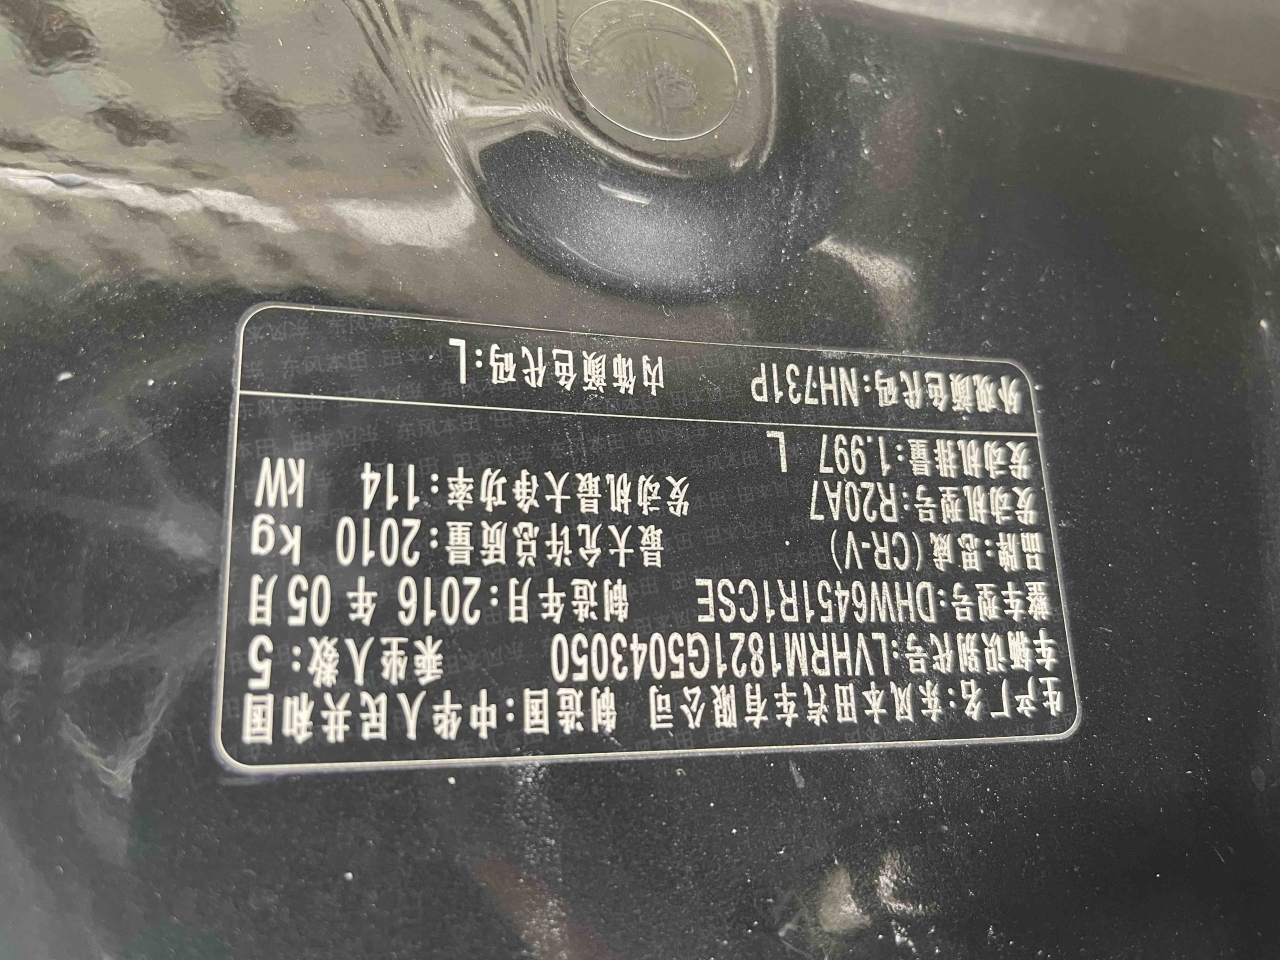 生产厂名:东风本田汽车有限公司 制造国:中华人民共和国
车辆识别代号:LVHRM1821G5043050 乘坐人数:5
整车型号:DHW6451R1CSE 制造年月:2016 年 05 月
品牌:思威(CR-V) 最大允许总质量:2010 kg
发动机型号:R20A7 发动机最大净功率:114 kW
发动机排量:1.997 L
外观颜色代码:NH731P 内饰颜色代码:L